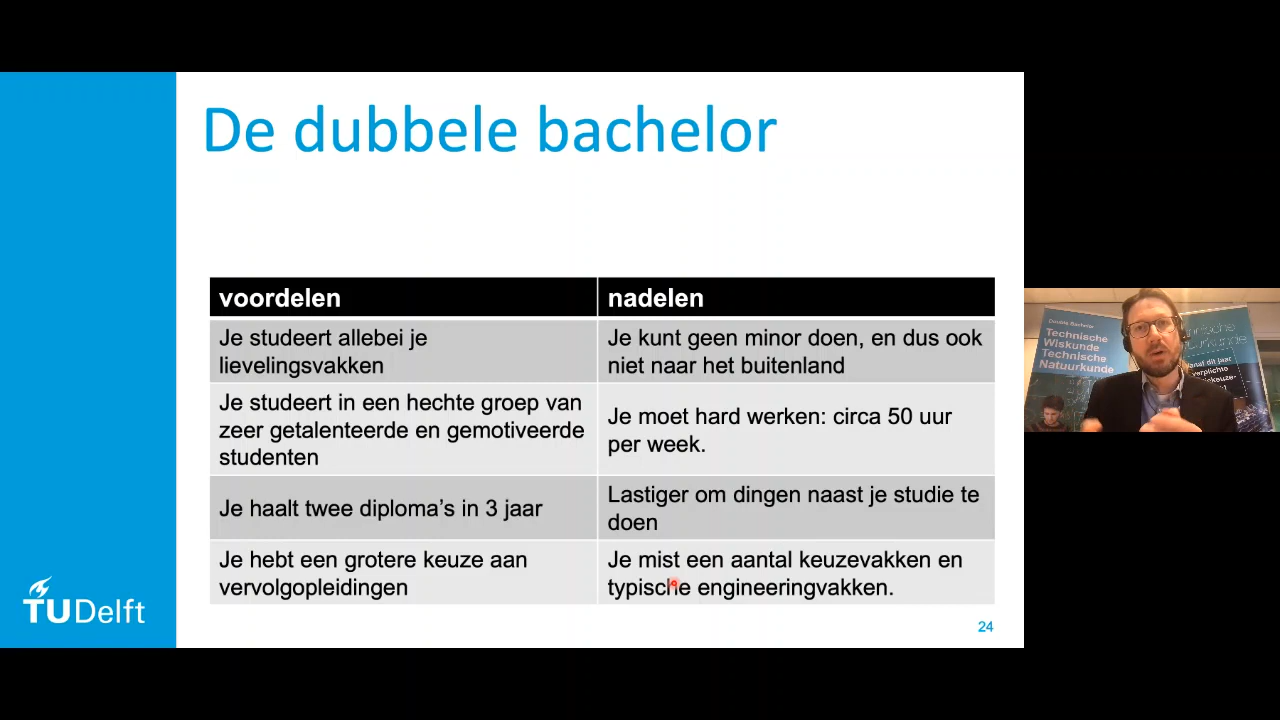 De dubbele bachelor
voordelen
nadelen
Je studeert allebei je
lievelingsvakken
Je kunt geen minor doen, en dus ook
niet naar het buitenland
Je studeert in een hechte groep van
zeer getalenteerde en gemotiveerde
studenten
Je moet hard werken: circa 50 uur
per week.
Je haalt twee diploma’s in 3 jaar
Lastiger om dingen naast je studie te
doen
Je hebt een grotere keuze aan
vervolgopleidingen
Je mist een aantal keuzevakken en
typische engineeringvakken.
TUDelft
24
Double Bachelor
Technische
Wiskunde
Technische
Natuurkunde